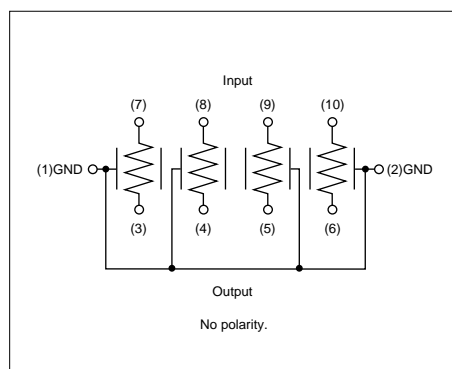 Input
(7) (8) (9) (10)
(1)GND (2)GND
(3) (4) (5) (6)
Output
No polarity.